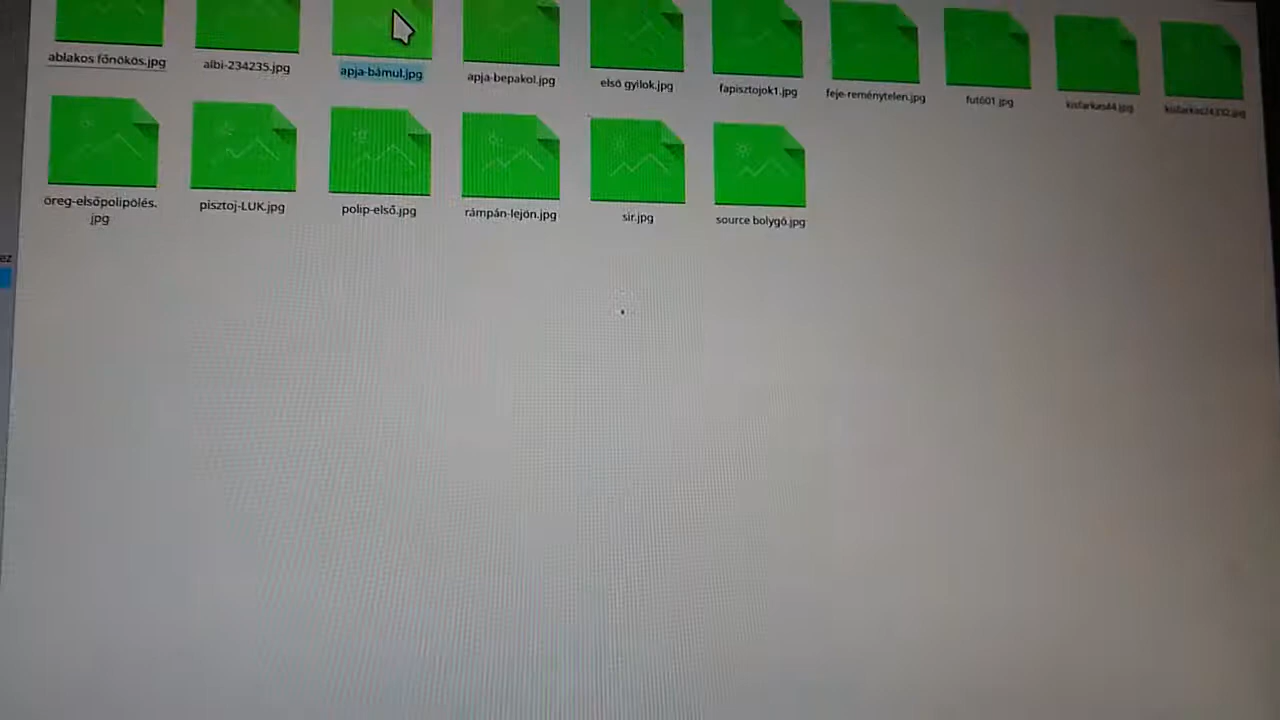 ablakos főnökös.jpg
albi-234235.jpg
apja-bámul.jpg
apja-bepakol.jpg
első gyilok.jpg
fapisztojok1.jpg
feje-reménytelen.jpg
fut601.jpg
kisfarkas44.jpg
öreg-elsőpolipölés.
jpg
pisztoj-LUK.jpg
polip-első.jpg
rámpán-lejön.jpg
sír.jpg
source bolygó.jpg